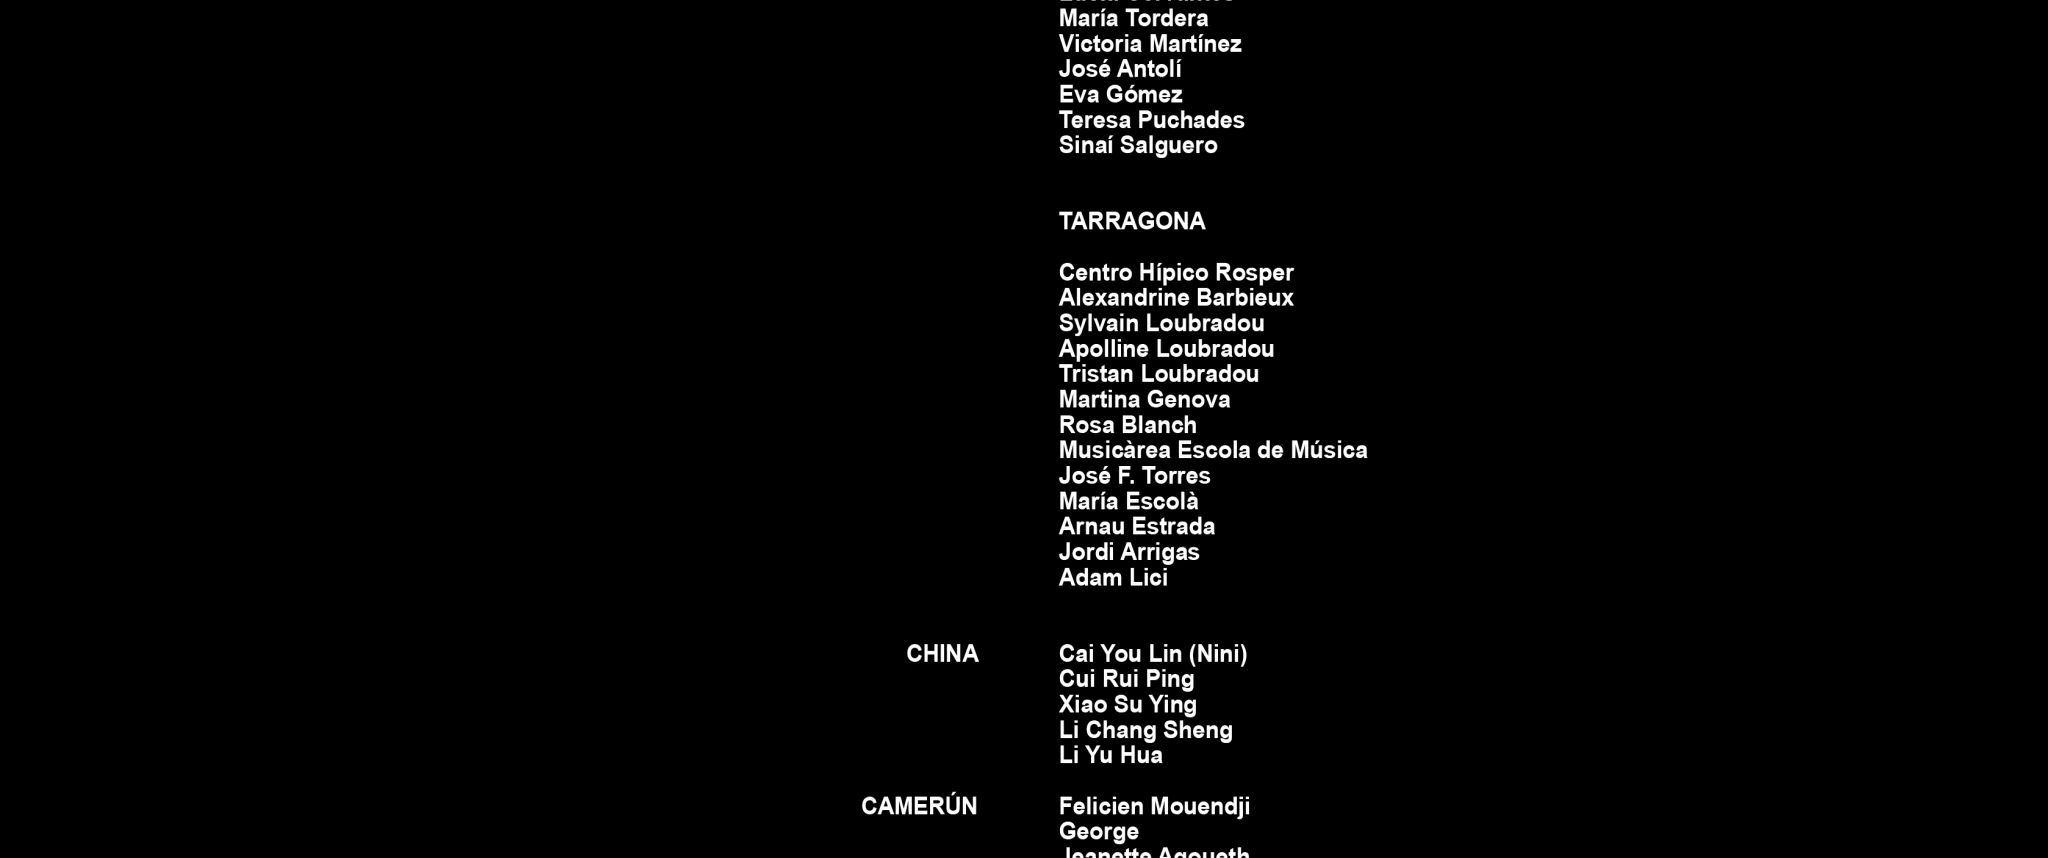 María Tordera
Victoria Martínez
José Antolí
Eva Gómez
Teresa Puchades
Sinaí Salguero
TARRAGONA
Centro Hípico Rosper
Alexandrine Barbieux
Sylvain Loubradou
Apolline Loubradou
Tristan Loubradou
Martina Genova
Rosa Blanch
Musicàrea Escola de Música
José F. Torres
María Escolà
Arnau Estrada
Jordi Arrigas
Adam Lici
CHINA Cai You Lin (Nini)
Cui Rui Ping
Xiao Su Ying
Li Chang Sheng
Li Yu Hua
CAMERÚN Felicien Mouendji
George
Jeanette